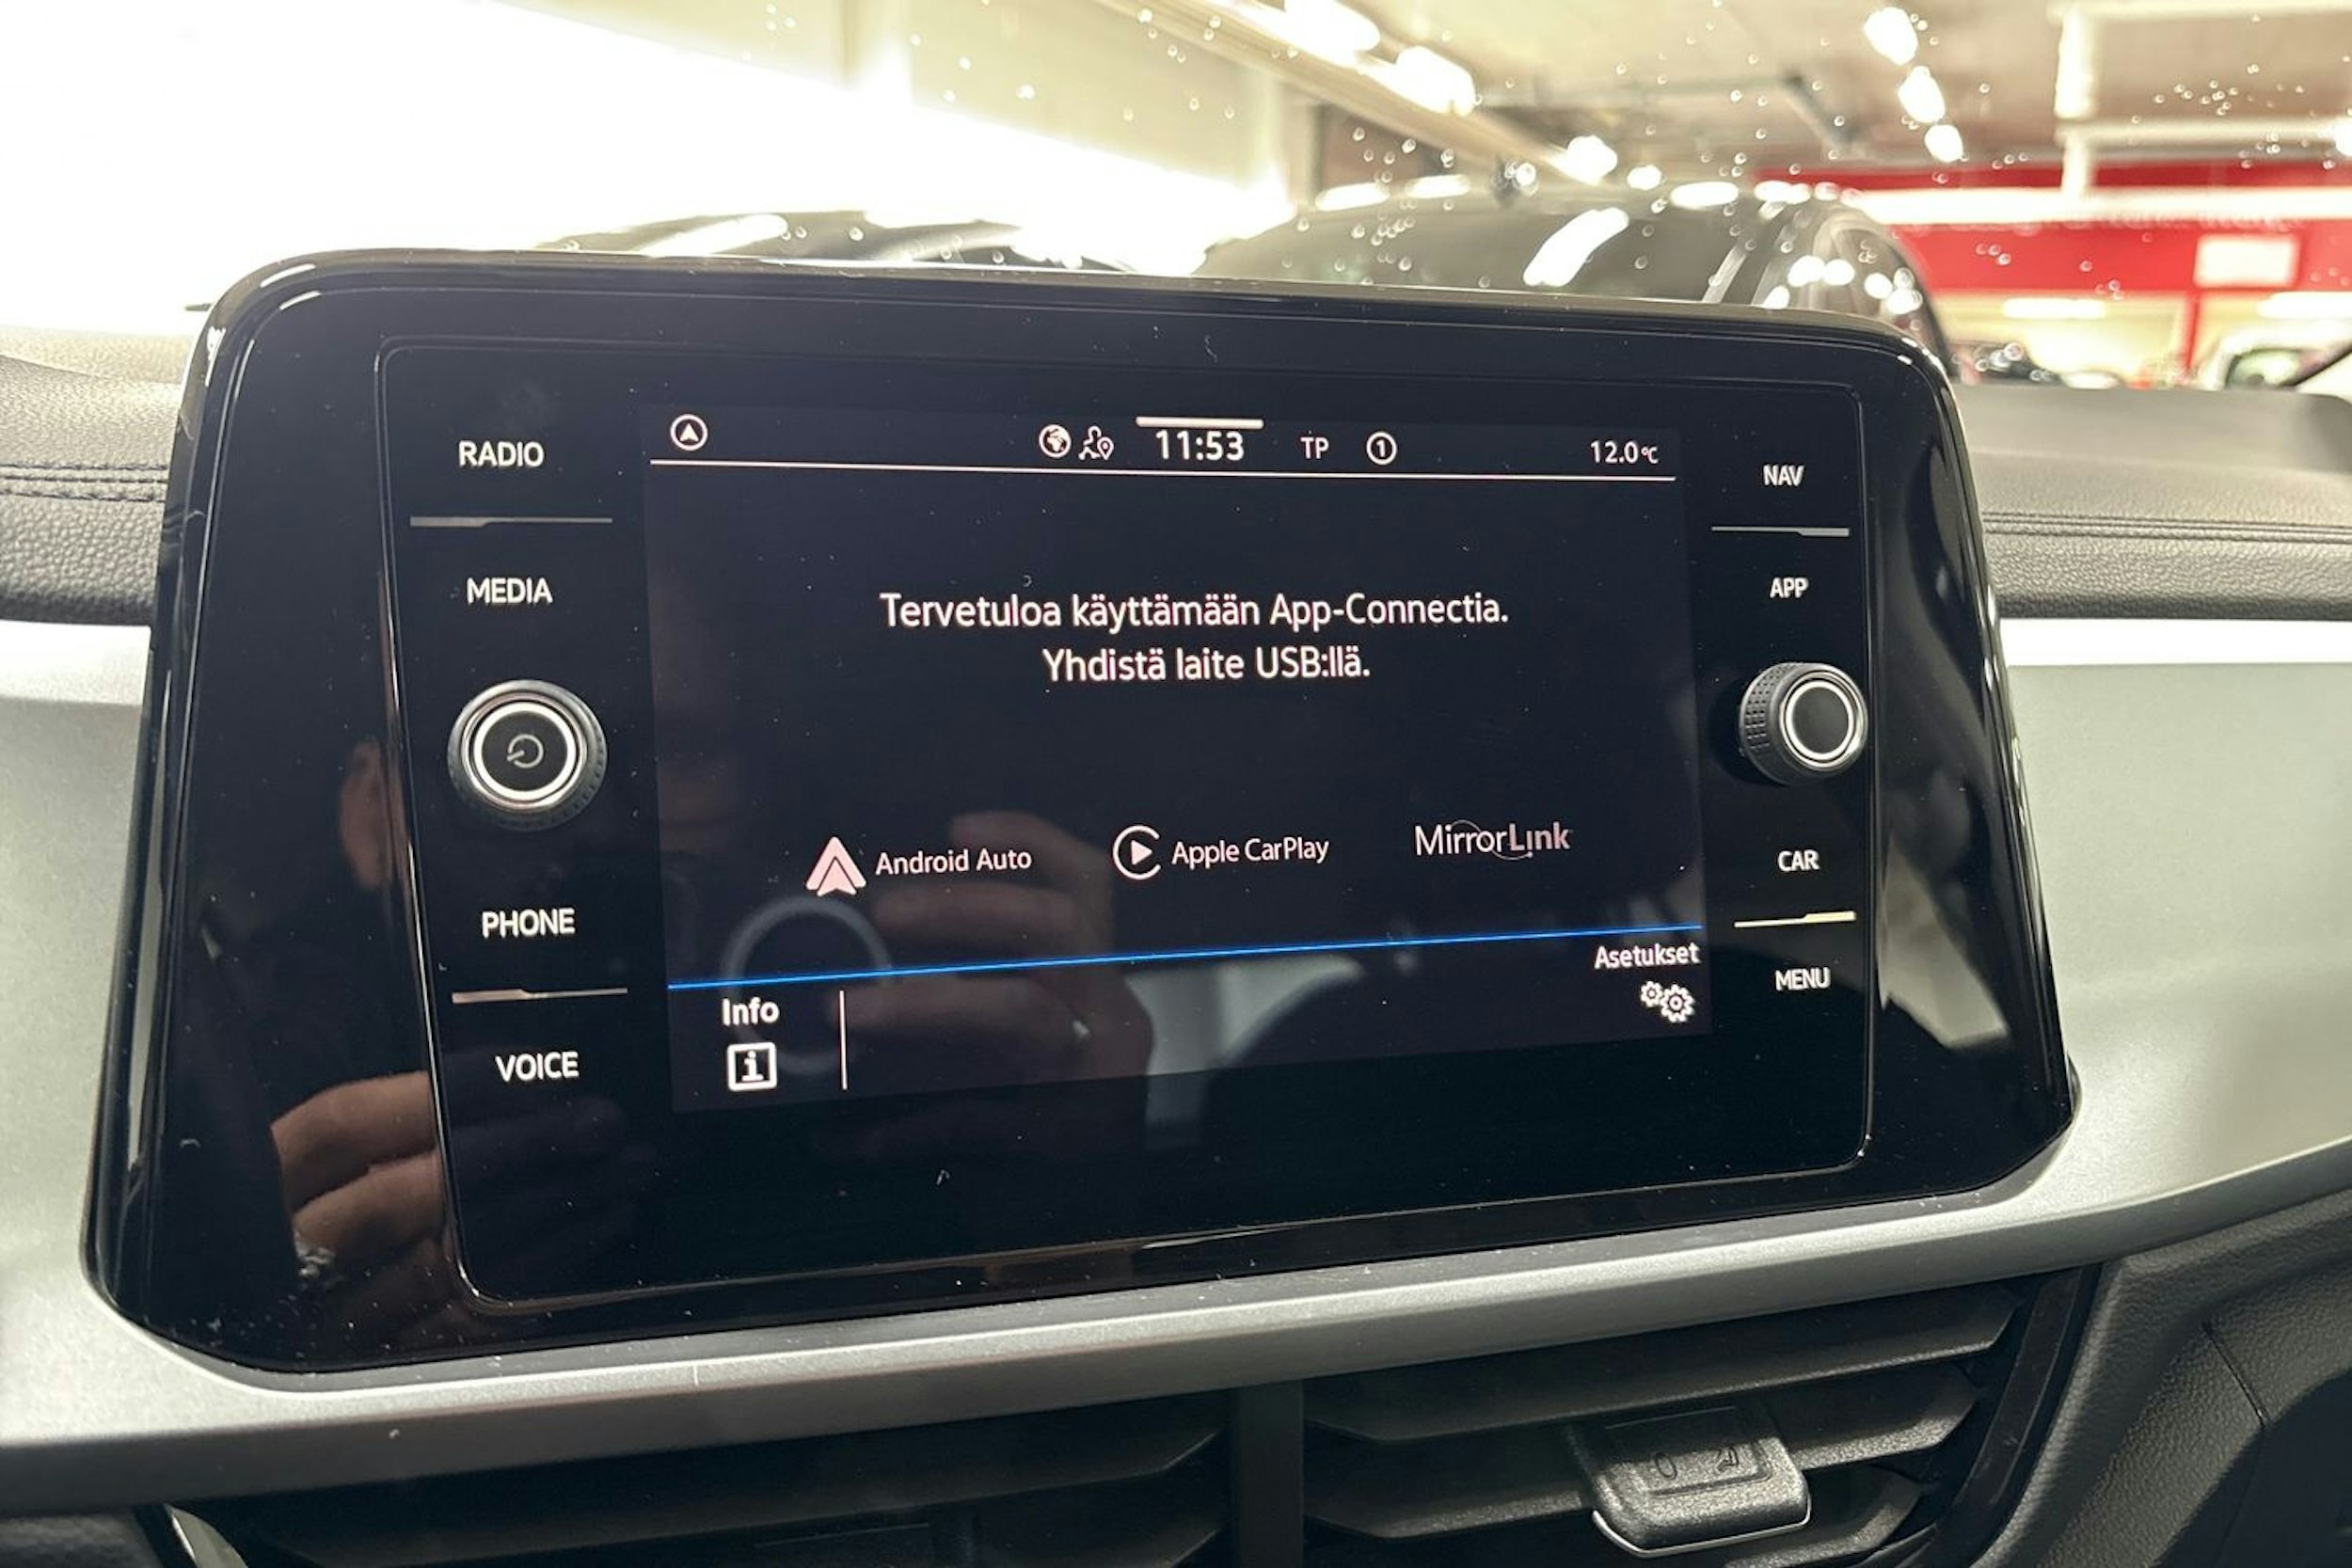 RADIO
MEDIA
PHONE
VOICE
11:53 TP 1 12.0°C
Tervetuloa käyttämään App-Connectia.
Yhdistä laite USB:llä.
Android Auto Apple CarPlay MirrorLink
Info
Asetukset
NAV
APP
CAR
MENU